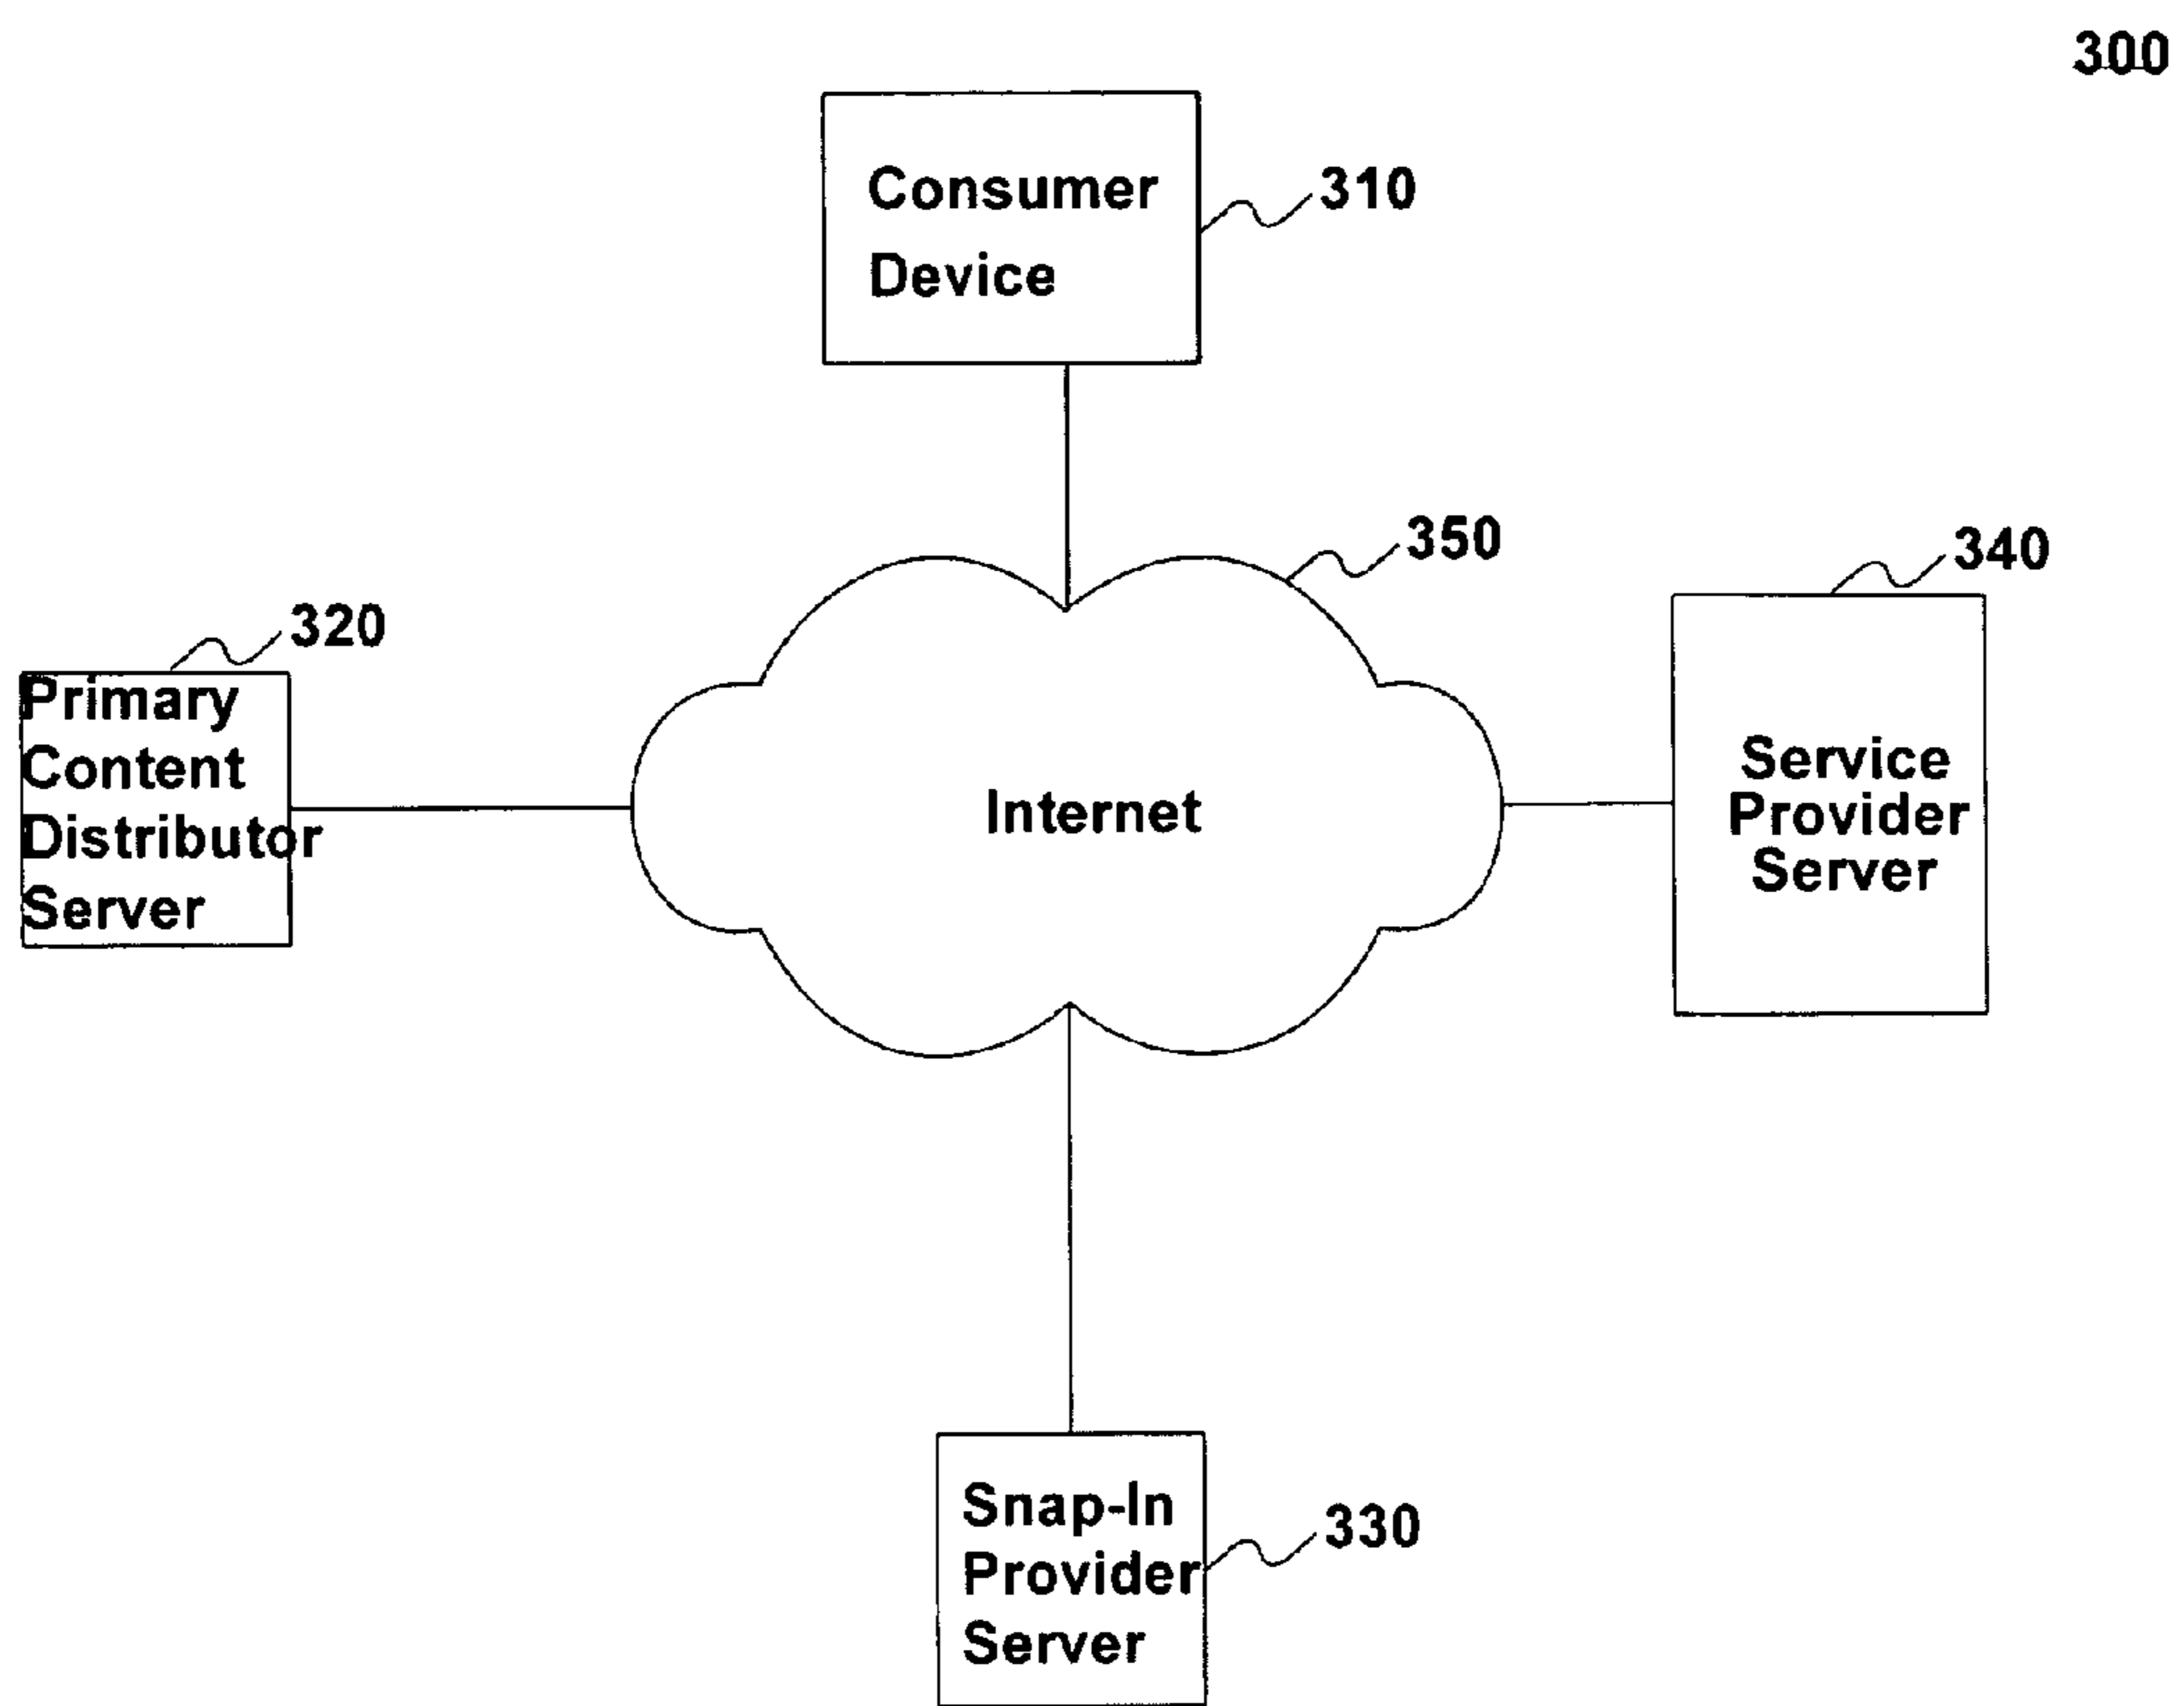 300
Consumer
Device
310
350
340
320
Primary
Content
Distributor
Server
Internet
Service
Provider
Server
Snap-In
Provider
Server
330